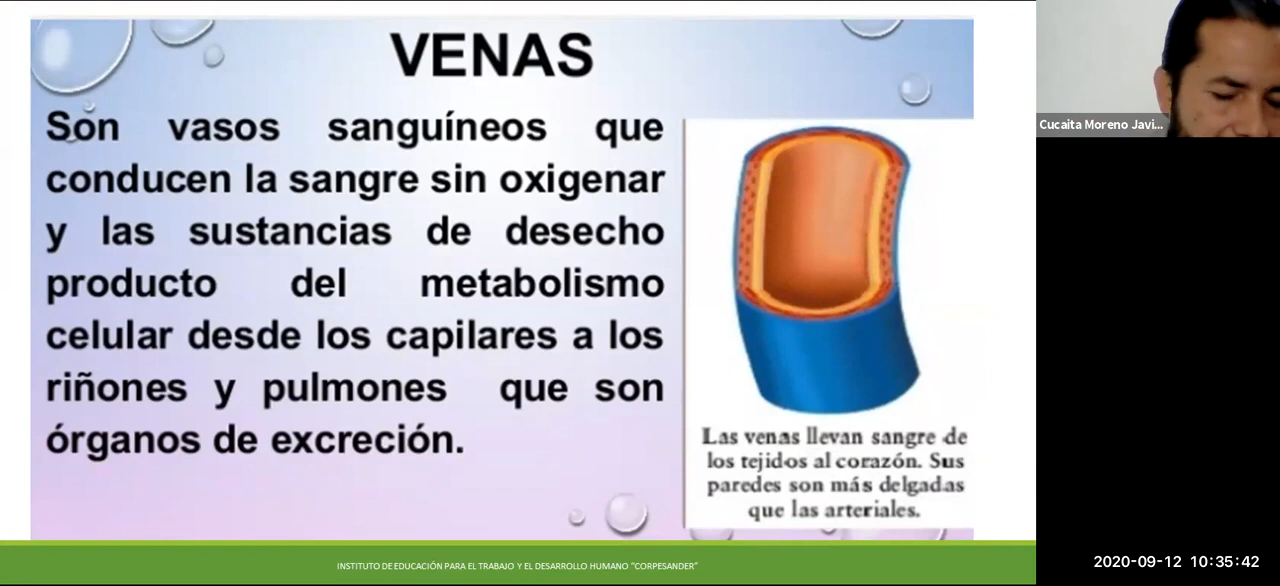 VENAS
Son vasos sanguíneos que
conducen la sangre sin oxigenar
y las sustancias de desecho
producto del metabolismo
celular desde los capilares a los
riñones y pulmones que son
órganos de excreción.
Las venas llevan sangre de
los tejidos al corazón. Sus
paredes son más delgadas
que las arteriales.
INSTITUTO DE EDUCACIÓN PARA EL TRABAJO Y EL DESARROLLO HUMANO “CORPESANDER”
Cucaita Moreno Javi...
2020-09-12 10:35:42